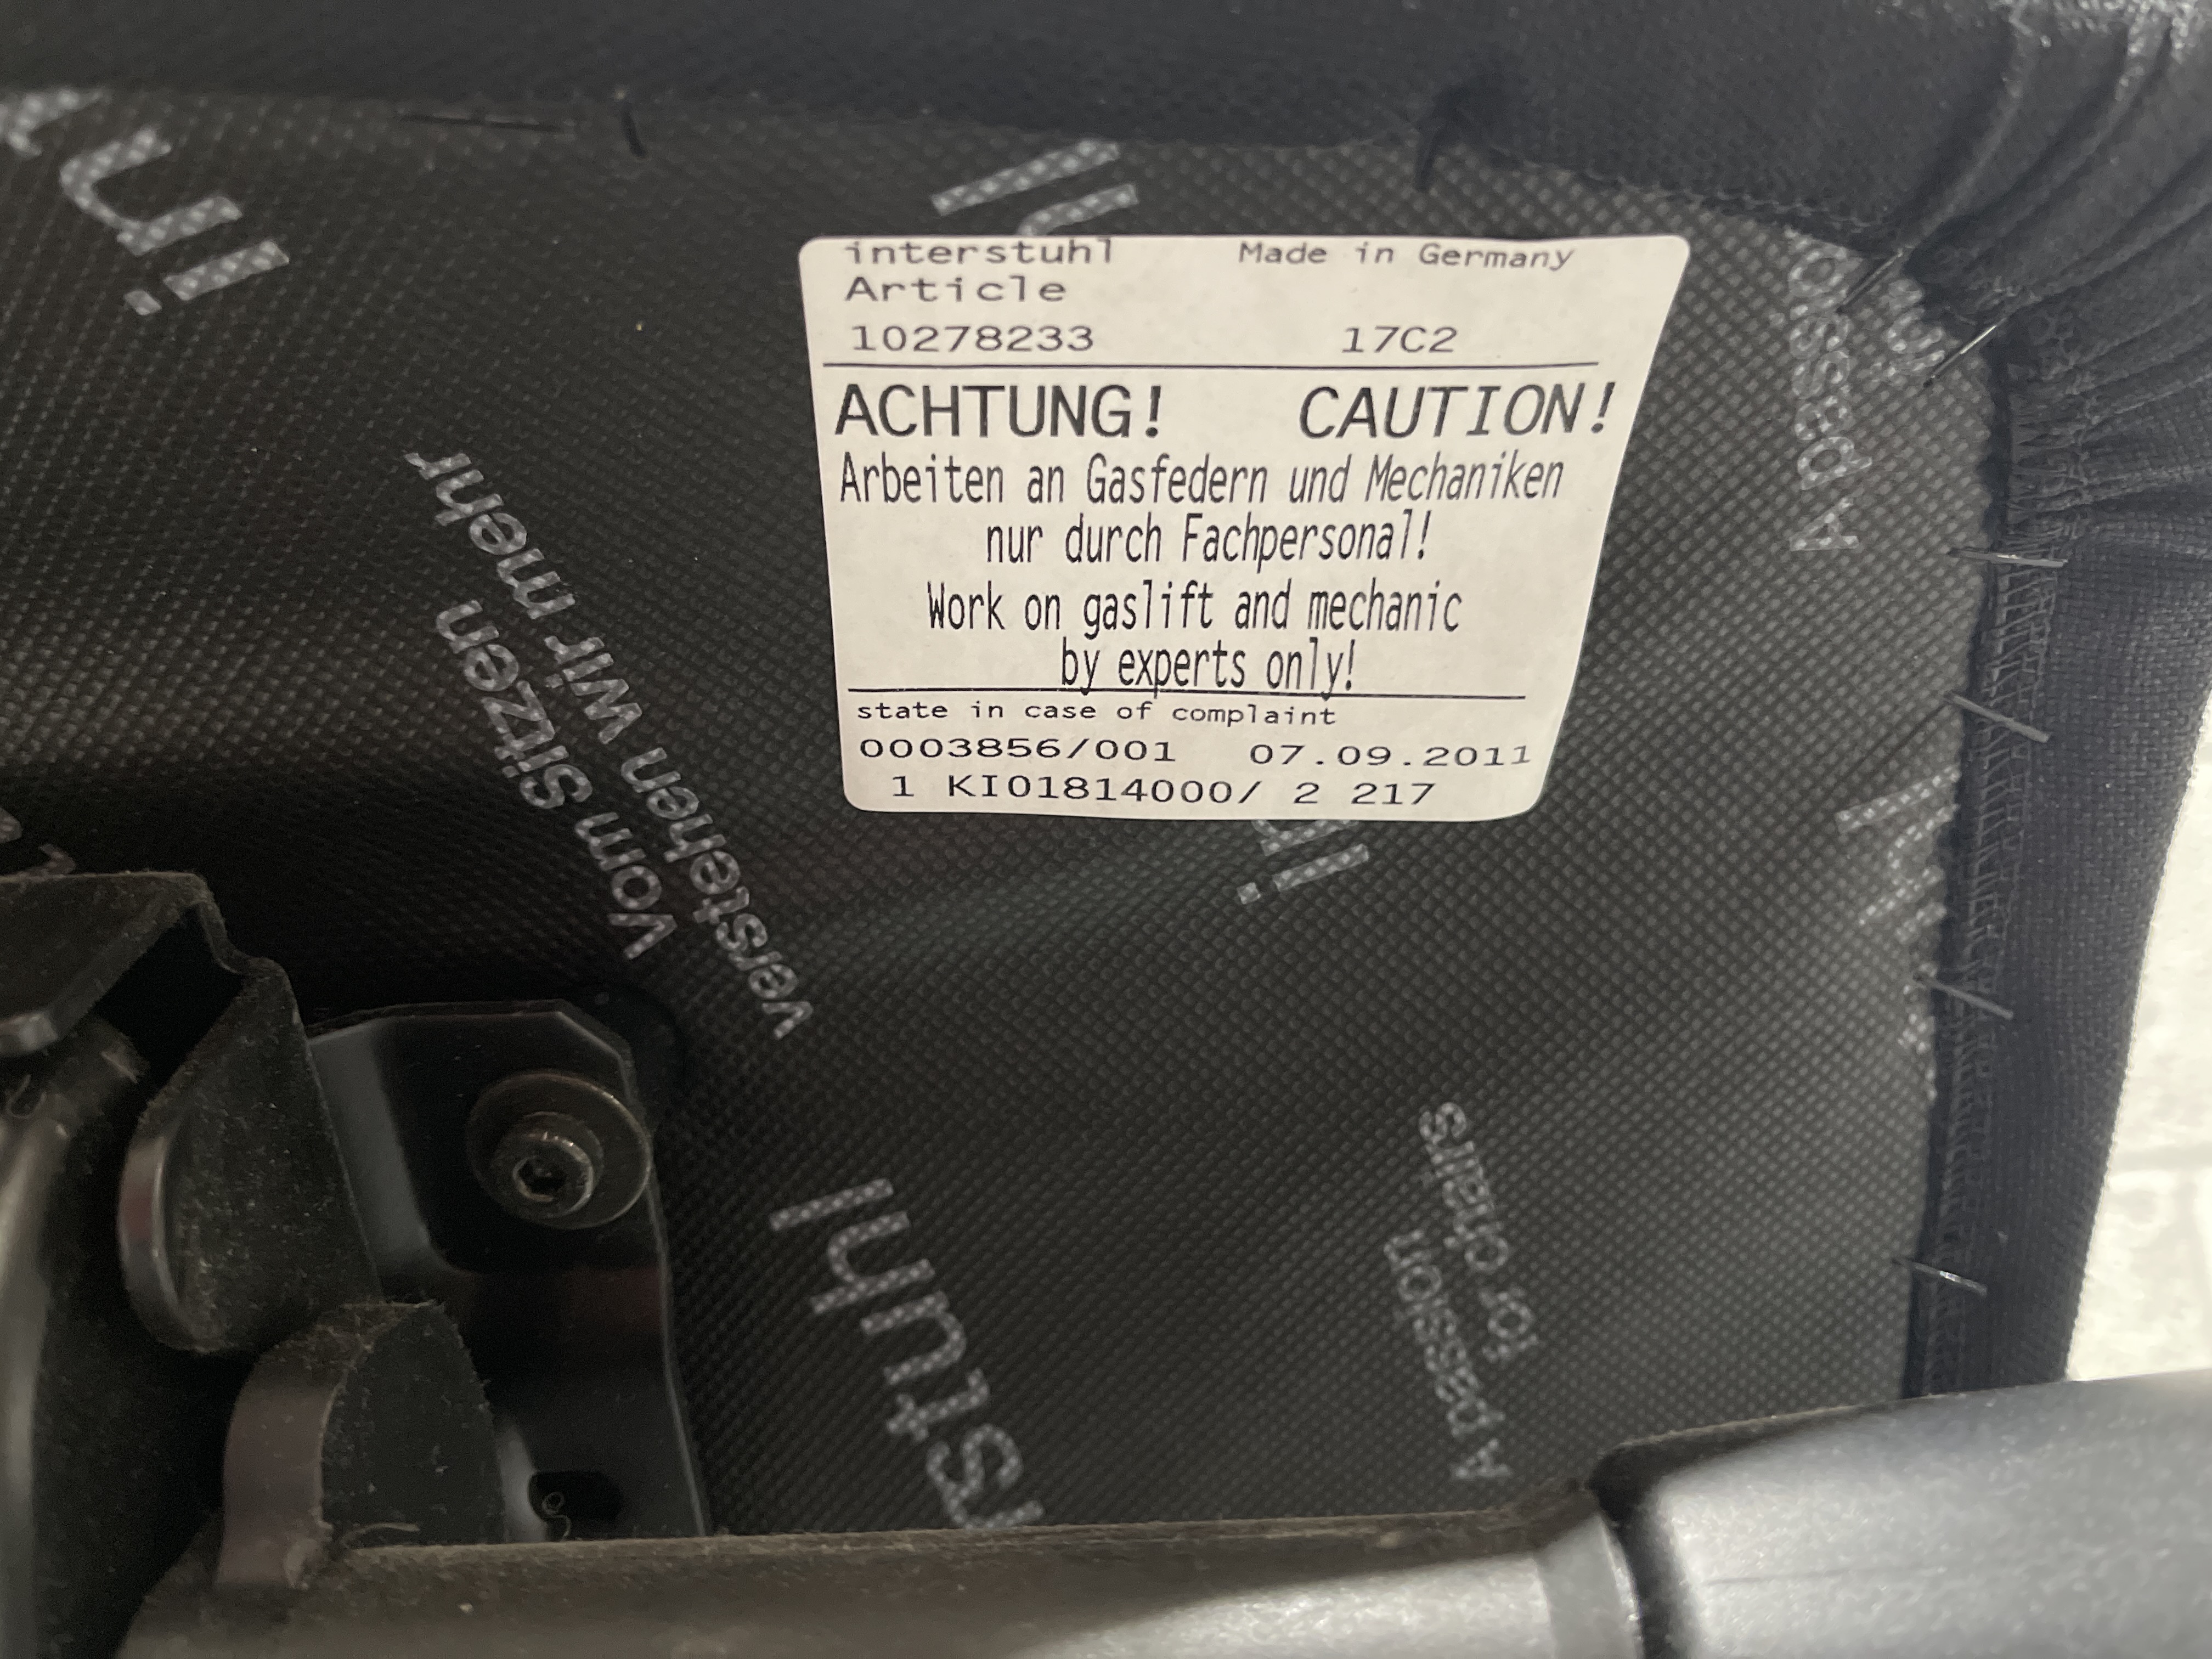 interstuhl Made in Germany
Article
10278233 17C2
ACHTUNG! CAUTION!
Arbeiten an Gasfedern und Mechaniken
nur durch Fachpersonal!
Work on gaslift and mechanic
by experts only!
state in case of complaint
0003856/001 07.09.2011
1 KI01814000/ 2 217
Vom Sitzen
verstehen wir mehr
A passion
for chairs